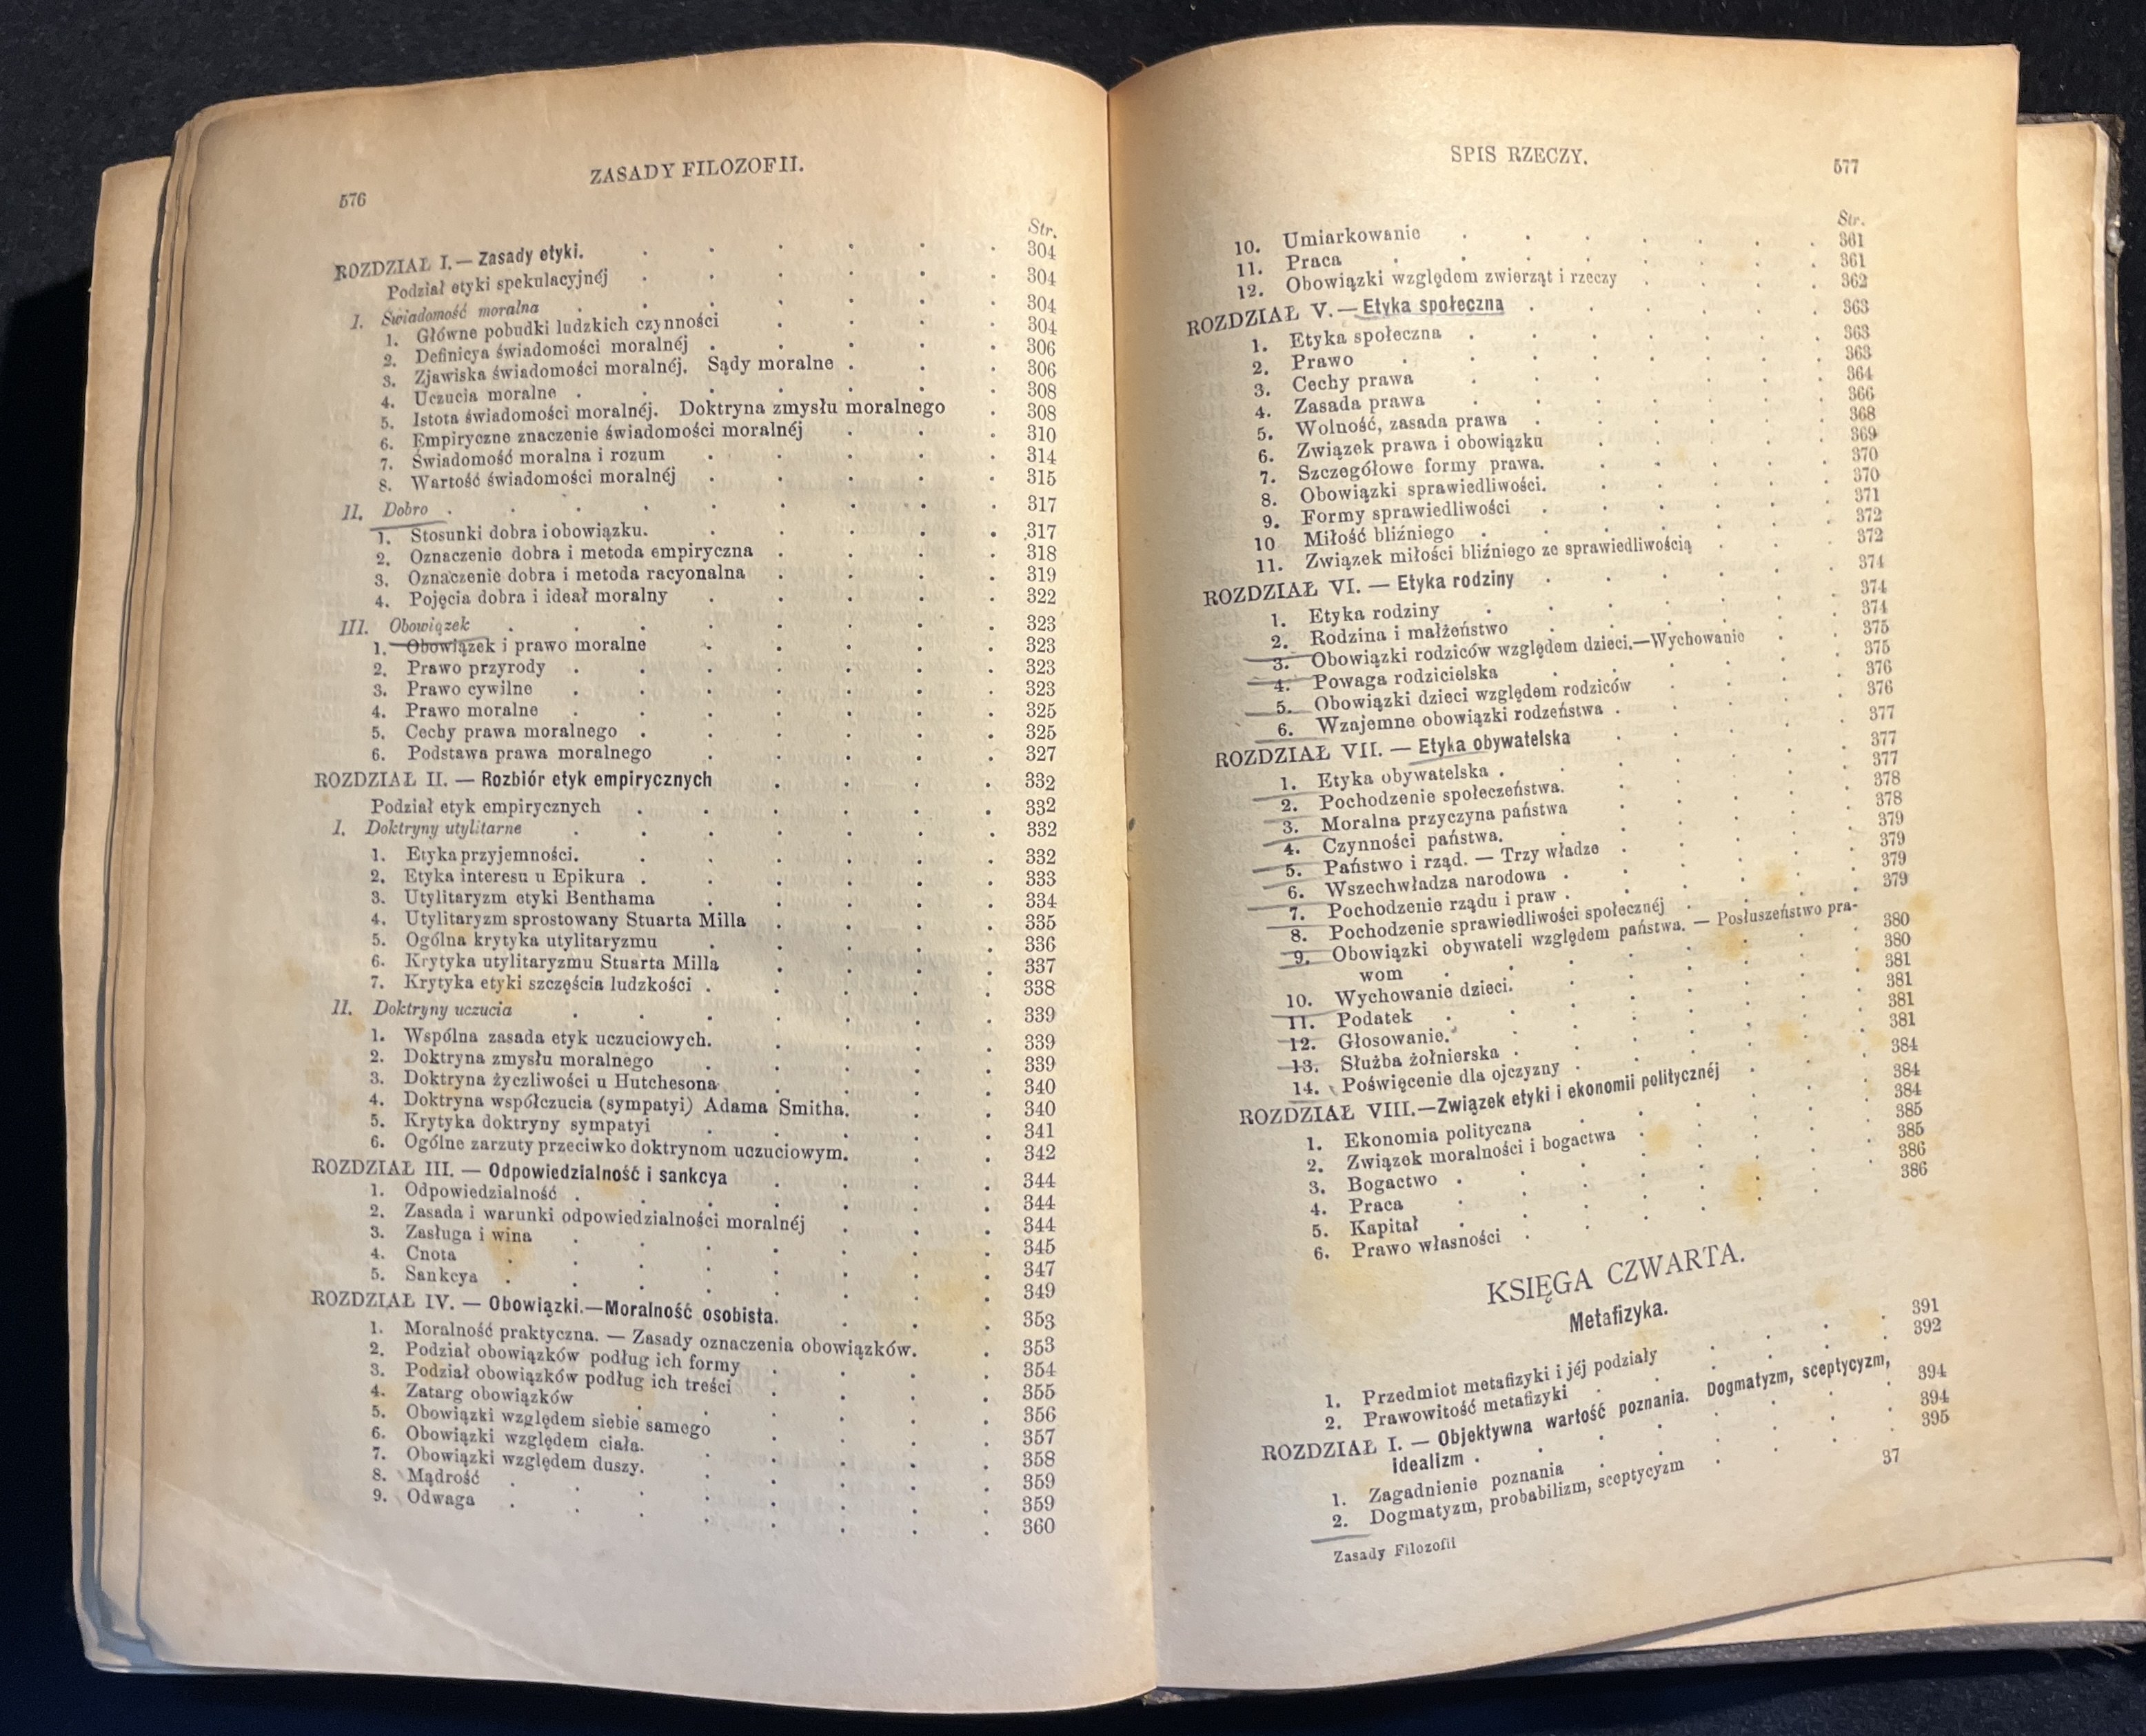 576
ZASADY FILOZOFII.
Str.
ROZDZIAŁ I. — Zasady etyki. 304
Podział etyki spekulacyjnéj 304
I. Świadomość moralna 304
1. Główne pobudki ludzkich czynności 304
2. Definicya świadomości moralnéj 306
3. Zjawiska świadomości moralnéj. Sądy moralne 306
4. Uczucia moralne 308
5. Istota świadomości moralnéj. Doktryna zmysłu moralnego 308
6. Empiryczne znaczenie świadomości moralnéj 310
7. Świadomość moralna i rozum 314
8. Wartość świadomości moralnéj 315
II. Dobro 317
1. Stosunki dobra i obowiązku. 317
2. Oznaczenie dobra i metoda empiryczna 318
3. Oznaczenie dobra i metoda racyonalna 319
4. Pojęcia dobra i ideał moralny 322
III. Obowiązek 323
1. Obowiązek i prawo moralne 323
2. Prawo przyrody 323
3. Prawo cywilne 323
4. Prawo moralne 325
5. Cechy prawa moralnego 325
6. Podstawa prawa moralnego 327
ROZDZIAŁ II. — Rozbiór etyk empirycznych 332
Podział etyk empirycznych 332
I. Doktryny utylitarne 332
1. Etyka przyjemności. 332
2. Etyka interesu u Epikura 333
3. Utylitaryzm etyki Benthama 334
4. Utylitaryzm sprostowany Stuarta Milla 335
5. Ogólna krytyka utylitaryzmu 336
6. Krytyka utylitaryzmu Stuarta Milla 337
7. Krytyka etyki szczęścia ludzkości 338
II. Doktryny uczucia 339
1. Wspólna zasada etyk uczuciowych. 339
2. Doktryna zmysłu moralnego 339
3. Doktryna życzliwości u Hutchesona 340
4. Doktryna współczucia (sympatyi) Adama Smitha. 340
5. Krytyka doktryny sympatyi 341
6. Ogólne zarzuty przeciwko doktrynom uczuciowym. 342
ROZDZIAŁ III. — Odpowiedzialność i sankcya 344
1. Odpowiedzialność 344
2. Zasada i warunki odpowiedzialności moralnéj 344
3. Zasługa i wina 345
4. Cnota 347
5. Sankcya 349
ROZDZIAŁ IV. — Obowiązki.—Moralność osobista. 353
1. Moralność praktyczna. — Zasady oznaczenia obowiązków. 353
2. Podział obowiązków podług ich formy 354
3. Podział obowiązków podług ich treści 355
4. Zatarg obowiązków 356
5. Obowiązki względem siebie samego 357
6. Obowiązki względem ciała. 358
7. Obowiązki względem duszy. 359
8. Mądrość 359
9. Odwaga 360
SPIS RZECZY.
577
Str.
10. Umiarkowanie 361
11. Praca 361
12. Obowiązki względem zwierząt i rzeczy 362
ROZDZIAŁ V. — Etyka społeczna 363
1. Etyka społeczna 363
2. Prawo 363
3. Cechy prawa 364
4. Zasada prawa 366
5. Wolność, zasada prawa 368
6. Związek prawa i obowiązku 369
7. Szczegółowe formy prawa. 370
8. Obowiązki sprawiedliwości. 370
9. Formy sprawiedliwości 371
10 Miłość bliźniego 372
11. Związek miłości bliźniego ze sprawiedliwością 372
ROZDZIAŁ VI. — Etyka rodziny 374
1. Etyka rodziny 374
2. Rodzina i małżeństwo 374
3. Obowiązki rodziców względem dzieci.—Wychowanie 375
4. Powaga rodzicielska 375
5. Obowiązki dzieci względem rodziców 376
6. Wzajemne obowiązki rodzeństwa 376
ROZDZIAŁ VII. — Etyka obywatelska 377
1. Etyka obywatelska 377
2. Pochodzenie społeczeństwa. 377
3. Moralna przyczyna państwa 378
4. Czynności państwa. 378
5. Państwo i rząd. — Trzy władze 379
6. Wszechwładza narodowa 379
7. Pochodzenie rządu i praw 379
8. Pochodzenie sprawiedliwości społecznéj 379
9. Obowiązki obywateli względem państwa. — Posłuszeństwo pra-
wom 380
10. Wychowanie dzieci. 380
11. Podatek 381
12. Głosowanie. 381
13. Służba żołnierska 381
14. Poświęcenie dla ojczyzny 381
ROZDZIAŁ VIII.—Związek etyki i ekonomii politycznéj 384
1. Ekonomia polityczna 384
2. Związek moralności i bogactwa 384
3. Bogactwo 385
4. Praca 385
5. Kapitał 386
6. Prawo własności 386
KSIĘGA CZWARTA.
Metafizyka.
1. Przedmiot metafizyki i jéj podziały 391
2. Prawowitość metafizyki 392
ROZDZIAŁ I. — Objektywna wartość poznania. Dogmatyzm, sceptycyzm,
idealizm 394
1. Zagadnienie poznania 394
2. Dogmatyzm, probabilizm, sceptycyzm 395
Zasady Filozofii
37